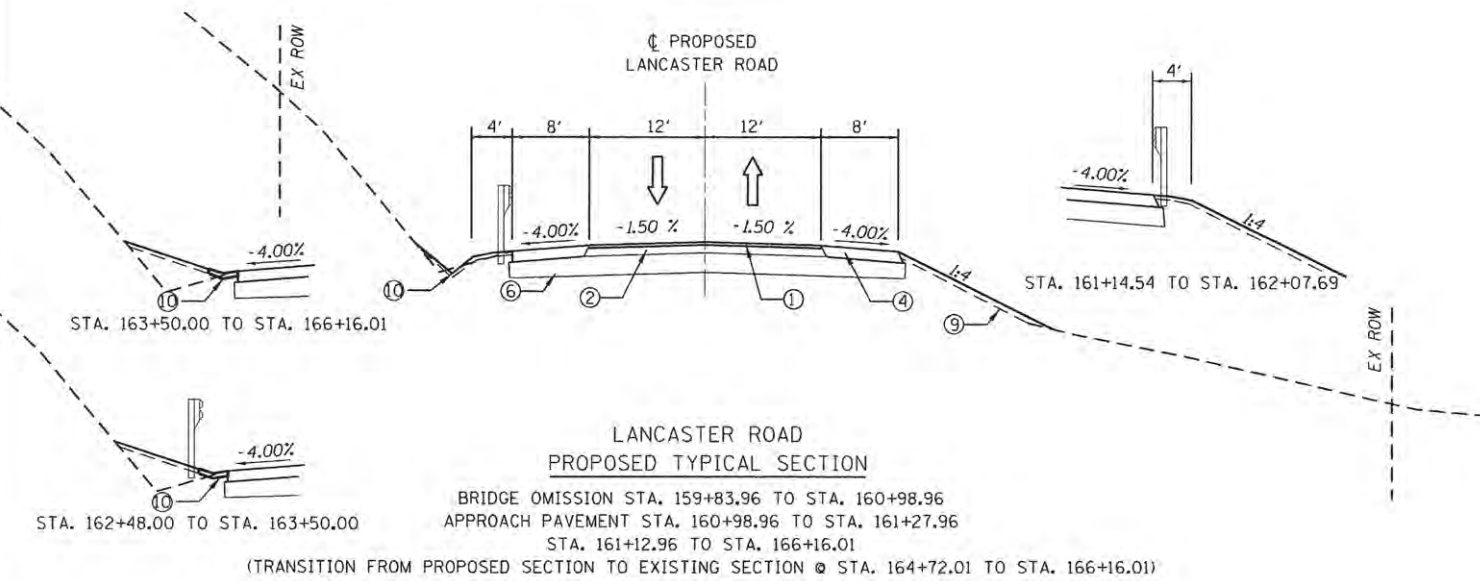 EX ROW
℄ PROPOSED
LANCASTER ROAD
4'
4' 8' 12' 12' 8'
-4.00% -1.50 % -1.50 % -4.00%
-4.00%
1:4
STA. 161+14.54 TO STA. 162+07.69
-4.00%
10
STA. 163+50.00 TO STA. 166+16.01
10 6 2 1 4
1:4
9
EX ROW
-4.00%
10
STA. 162+48.00 TO STA. 163+50.00
LANCASTER ROAD
PROPOSED TYPICAL SECTION
BRIDGE OMISSION STA. 159+83.96 TO STA. 160+98.96
APPROACH PAVEMENT STA. 160+98.96 TO STA. 161+27.96
STA. 161+12.96 TO STA. 166+16.01
(TRANSITION FROM PROPOSED SECTION TO EXISTING SECTION @ STA. 164+72.01 TO STA. 166+16.01)